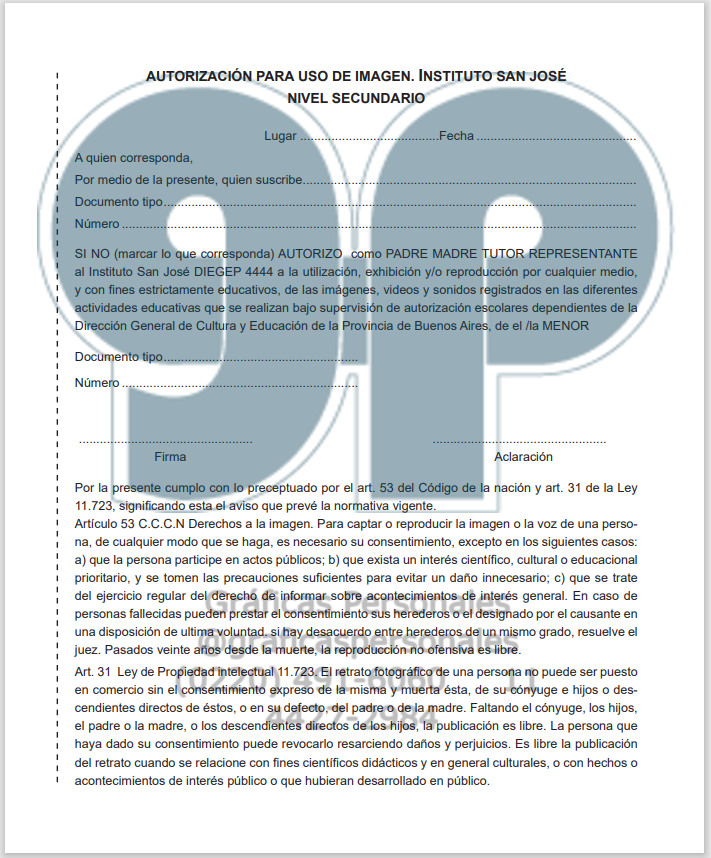 AUTORIZACIÓN PARA USO DE IMAGEN. INSTITUTO SAN JOSÉ
NIVEL SECUNDARIO
Lugar ........................................Fecha ..............................................
A quien corresponda,
Por medio de la presente, quien suscribe................................................................................................
Documento tipo........................................................................................................................................
Número ....................................................................................................................................................
SI NO (marcar lo que corresponda) AUTORIZO como PADRE MADRE TUTOR REPRESENTANTE
al Instituto San José DIEGEP 4444 a la utilización, exhibición y/o reproducción por cualquier medio,
y con fines estrictamente educativos, de las imágenes, videos y sonidos registrados en las diferentes
actividades educativas que se realizan bajo supervisión de autorización escolares dependientes de la
Dirección General de Cultura y Educación de la Provincia de Buenos Aires, de el /la MENOR
Documento tipo........................................................
Número ....................................................................
.................................................. ..................................................
Firma Aclaración
Por la presente cumplo con lo preceptuado por el art. 53 del Código de la nación y art. 31 de la Ley
11.723, significando esta el aviso que prevé la normativa vigente.
Artículo 53 C.C.C.N Derechos a la imagen. Para captar o reproducir la imagen o la voz de una perso-
na, de cualquier modo que se haga, es necesario su consentimiento, excepto en los siguientes casos:
a) que la persona participe en actos públicos; b) que exista un interés científico, cultural o educacional
prioritario, y se tomen las precauciones suficientes para evitar un daño innecesario; c) que se trate
del ejercicio regular del derecho de informar sobre acontecimientos de interés general. En caso de
personas fallecidas pueden prestar el consentimiento sus herederos o el designado por el causante en
una disposición de ultima voluntad. si hay desacuerdo entre herederos de un mismo grado, resuelve el
juez. Pasados veinte años desde la muerte, la reproducción no ofensiva es libre.
Art. 31 Ley de Propiedad Intelectual 11.723. El retrato fotográfico de una persona no puede ser puesto
en comercio sin el consentimiento expreso de la misma y muerta ésta, de su cónyuge e hijos o des-
cendientes directos de éstos, o en su defecto, del padre o de la madre. Faltando el cónyuge, los hijos,
el padre o la madre, o los descendientes directos de los hijos, la publicación es libre. La persona que
haya dado su consentimiento puede revocarlo resarciendo daños y perjuicios. Es libre la publicación
del retrato cuando se relacione con fines científicos didácticos y en general culturales, o con hechos o
acontecimientos de interés público o que hubieran desarrollado en público.
gp
Gráficas Personales
@graficaspersonales
(0220) 491-6060
4427-2984